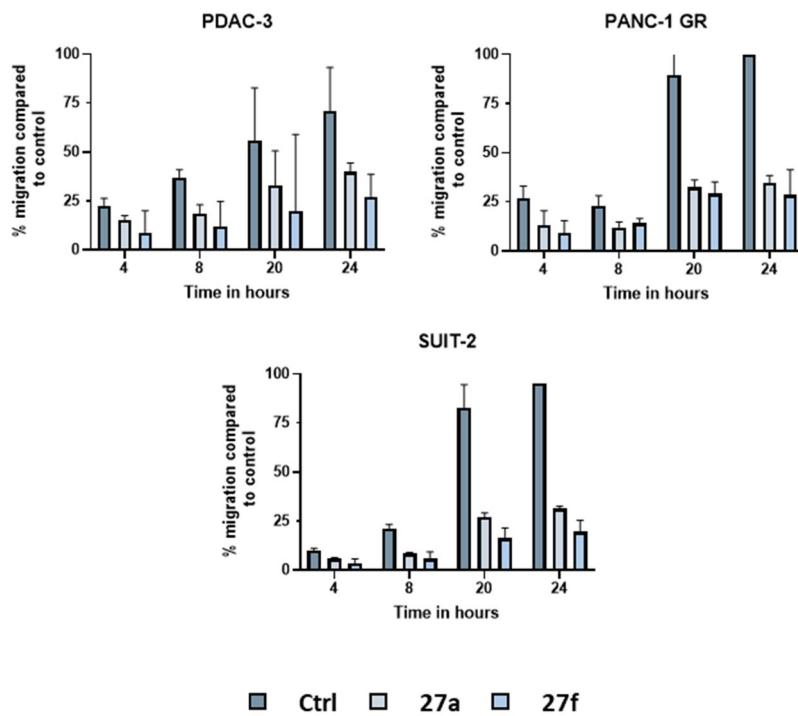 PDAC-3
% migration compared
to control
100
75
50
25
0
4 8 20 24
Time in hours
PANC-1 GR
% migration compared
to control
100
75
50
25
0
4 8 20 24
Time in hours
SUIT-2
% migration compared
to control
100
75
50
25
0
4 8 20 24
Time in hours
Ctrl 27a 27f